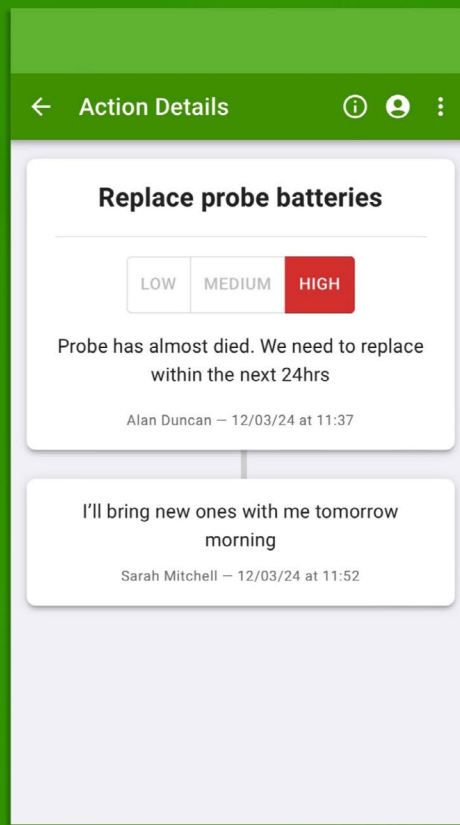 Action Details
Replace probe batteries
LOW MEDIUM HIGH
Probe has almost died. We need to replace
within the next 24hrs
Alan Duncan — 12/03/24 at 11:37
I'll bring new ones with me tomorrow
morning
Sarah Mitchell — 12/03/24 at 11:52